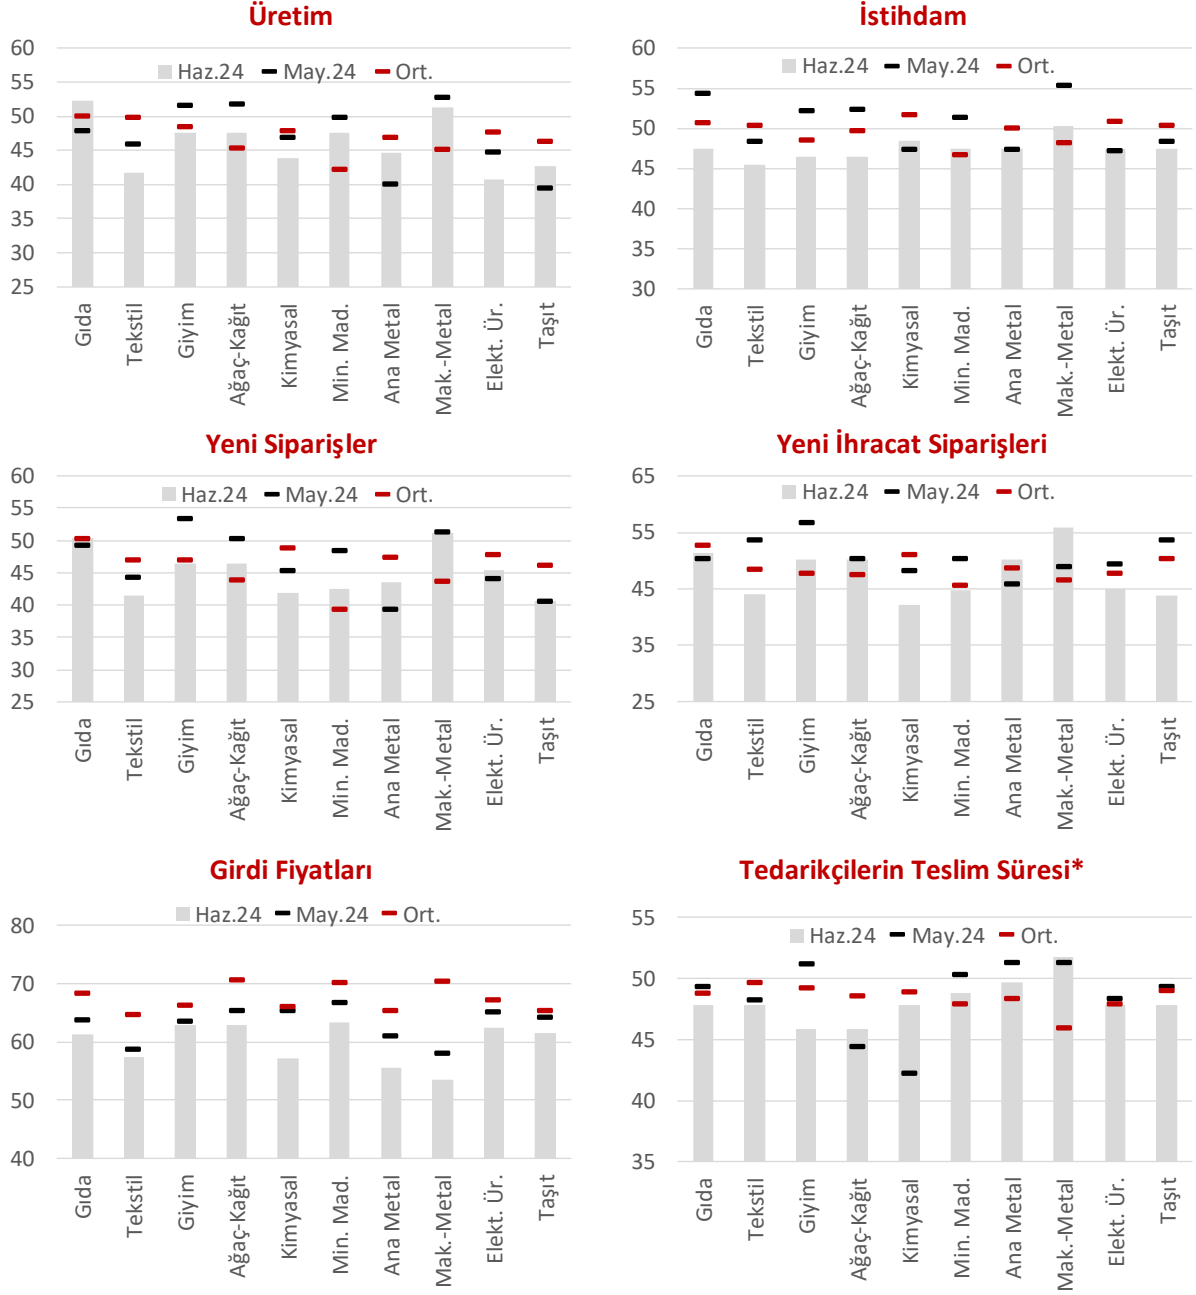 Üretim
60
55
50
45
40
35
30
25
Haz.24 May.24 Ort.
Gıda
Tekstil
Giyim
Ağaç-Kağıt
Kimyasal
Min. Mad.
Ana Metal
Mak.-Metal
Elekt. Ür.
Taşıt
İstihdam
60
55
50
45
40
35
30
Haz.24 May.24 Ort.
Gıda
Tekstil
Giyim
Ağaç-Kağıt
Kimyasal
Min. Mad.
Ana Metal
Mak.-Metal
Elekt. Ür.
Taşıt
Yeni Siparişler
60
55
50
45
40
35
30
25
Haz.24 May.24 Ort.
Gıda
Tekstil
Giyim
Ağaç-Kağıt
Kimyasal
Min. Mad.
Ana Metal
Mak.-Metal
Elekt. Ür.
Taşıt
Yeni İhracat Siparişleri
65
55
45
35
25
Haz.24 May.24 Ort.
Gıda
Tekstil
Giyim
Ağaç-Kağıt
Kimyasal
Min. Mad.
Ana Metal
Mak.-Metal
Elekt. Ür.
Taşıt
Girdi Fiyatları
80
70
60
50
40
Haz.24 May.24 Ort.
Gıda
Tekstil
Giyim
Ağaç-Kağıt
Kimyasal
Min. Mad.
Ana Metal
Mak.-Metal
Elekt. Ür.
Taşıt
Tedarikçilerin Teslim Süresi*
55
50
45
40
35
Haz.24 May.24 Ort.
Gıda
Tekstil
Giyim
Ağaç-Kağıt
Kimyasal
Min. Mad.
Ana Metal
Mak.-Metal
Elekt. Ür.
Taşıt